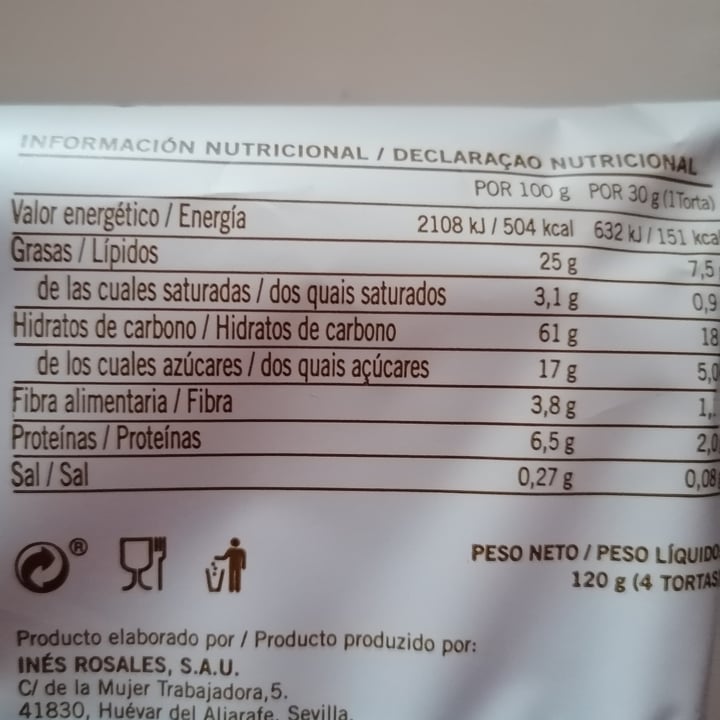 INFORMACIÓN NUTRICIONAL / DECLARAÇAO NUTRICIONAL
POR 100 g POR 30 g (1 Torta)
Valor energético / Energía 2108 kJ / 504 kcal 632 kJ / 151 kcal
Grasas / Lípidos 25 g 7,5
de las cuales saturadas / dos quais saturados 3,1 g 0,9
Hidratos de carbono / Hidratos de carbono 61 g 18
de los cuales azúcares / dos quais açúcares 17 g 5,0
Fibra alimentaria / Fibra 3,8 g
Proteínas / Proteínas 6,5 g 2,0
Sal / Sal 0,27 g 0,08
®
PESO NETO / PESO LÍQUIDO
120 g (4 TORTAS
Producto elaborado por / Producto produzido por:
INÉS ROSALES, S.A.U.
C/ de la Mujer Trabajadora, 5.
41830, Huévar del Aljarafe. Sevilla.